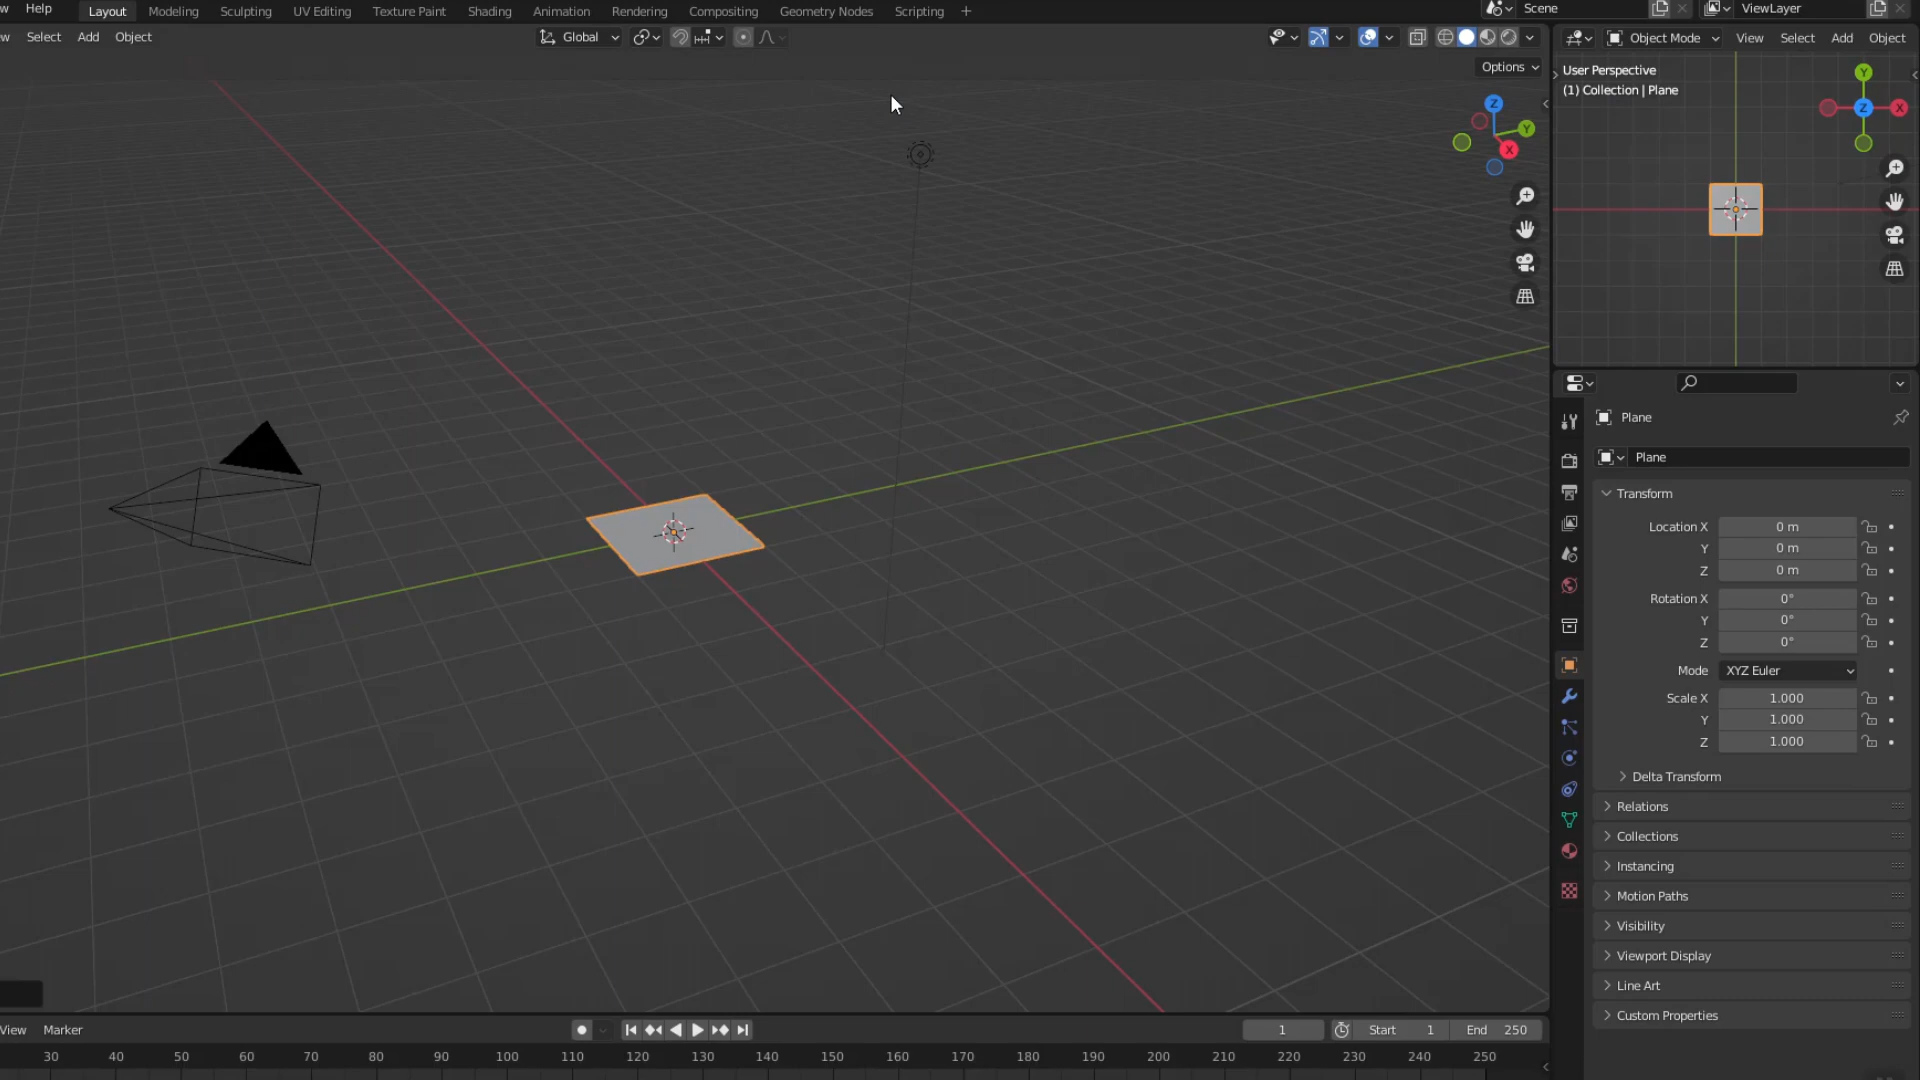 w Help Layout Modeling Sculpting UV Editing Texture Paint Shading Animation Rendering Compositing Geometry Nodes Scripting + Scene ViewLayer
w Select Add Object Global Object Mode View Select Add Object
Options
User Perspective
(1) Collection | Plane
Z
Y
X
Y
Z
X
Plane
Plane
Transform
Location X 0 m
Y 0 m
Z 0 m
Rotation X 0°
Y 0°
Z 0°
Mode XYZ Euler
Scale X 1.000
Y 1.000
Z 1.000
Delta Transform
Relations
Collections
Instancing
Motion Paths
Visibility
Viewport Display
Line Art
Custom Properties
View Marker 1 Start 1 End 250
30 40 50 60 70 80 90 100 110 120 130 140 150 160 170 180 190 200 210 220 230 240 250